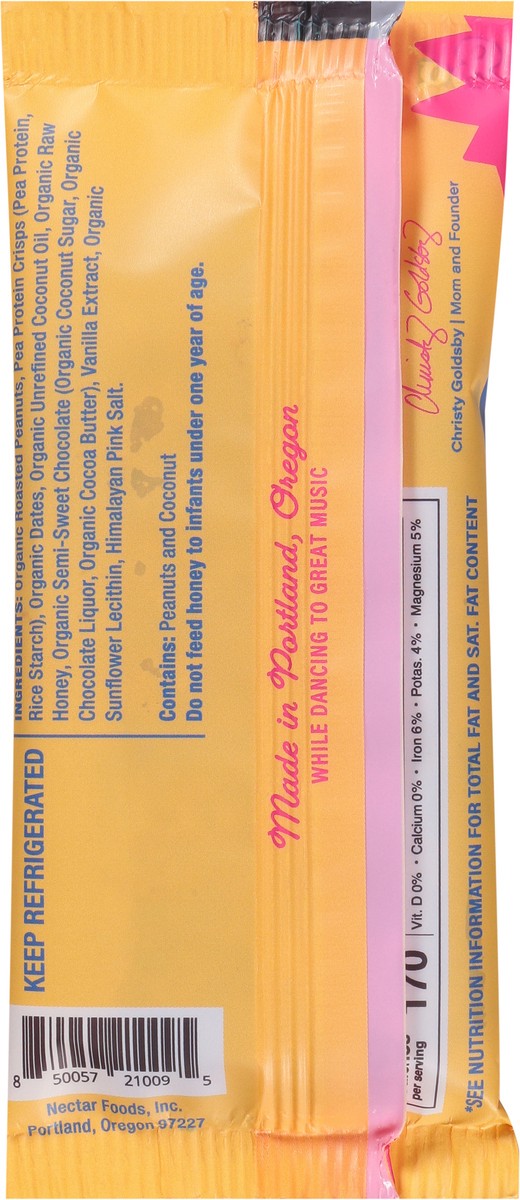 INGREDIENTS: Organic Roasted Peanuts, Pea Protein Crisps (Pea Protein,
Rice Starch), Organic Dates, Organic Unrefined Coconut Oil, Organic Raw
Honey, Organic Semi-Sweet Chocolate (Organic Coconut Sugar, Organic
Chocolate Liquor, Organic Cocoa Butter), Vanilla Extract, Organic
Sunflower Lecithin, Himalayan Pink Salt.
Contains: Peanuts and Coconut
Do not feed honey to infants under one year of age.
KEEP REFRIGERATED
8 50057 21009 5
Nectar Foods, Inc.
Portland, Oregon 97227
Made in Portland, Oregon
WHILE DANCING TO GREAT MUSIC
Christy Goldsby
Christy Goldsby | Mom and Founder
170
per serving
Vit. D 0% • Calcium 0% • Iron 6% • Potas. 4% • Magnesium 5%
*SEE NUTRITION INFORMATION FOR TOTAL FAT AND SAT. FAT CONTENT